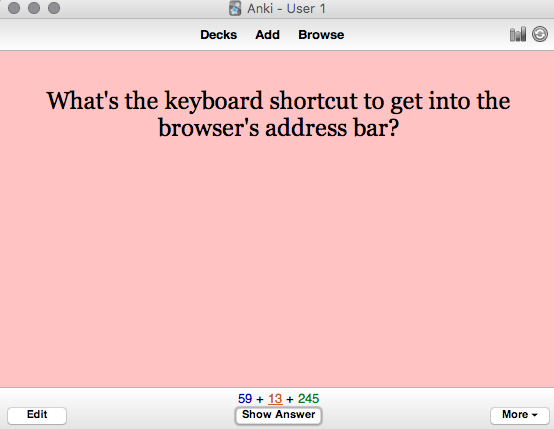 Anki - User 1
Decks Add Browse
What's the keyboard shortcut to get into the
browser's address bar?
59 + 13 + 245
Edit Show Answer More